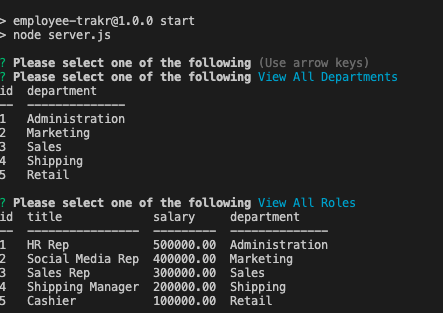 > employee-trakr@1.0.0 start
> node server.js
? Please select one of the following (Use arrow keys)
? Please select one of the following View All Departments
id department
-- --------------
1 Administration
2 Marketing
3 Sales
4 Shipping
5 Retail
? Please select one of the following View All Roles
id title salary department
-- ---------------- --------- --------------
1 HR Rep 500000.00 Administration
2 Social Media Rep 400000.00 Marketing
3 Sales Rep 300000.00 Sales
4 Shipping Manager 200000.00 Shipping
5 Cashier 100000.00 Retail